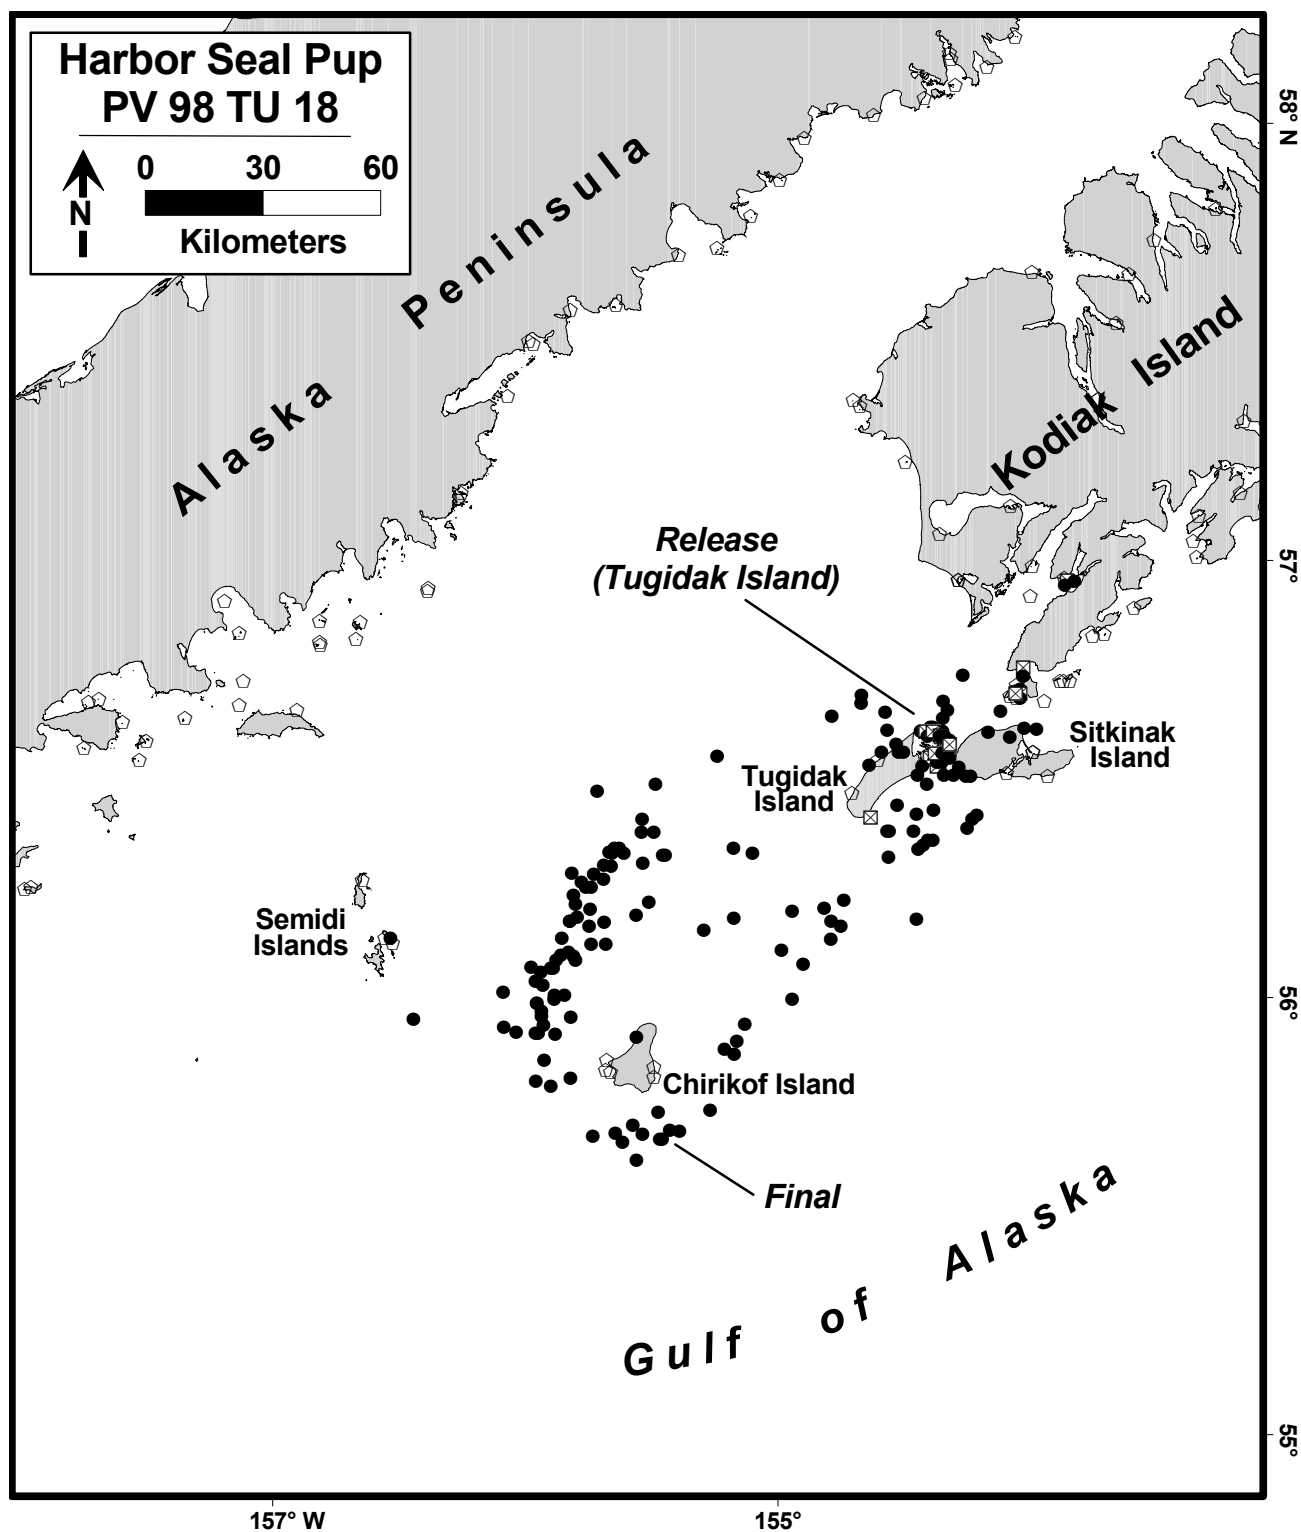 Harbor Seal Pup
PV 98 TU 18
0 30 60
N
Kilometers
58° N
Alaska Peninsula
Kodiak Island
Release
(Tugidak Island)
57°
Sitkinak
Island
Tugidak
Island
Semidi
Islands
56°
Chirikof Island
Final
Gulf of Alaska
55°
157° W 155°